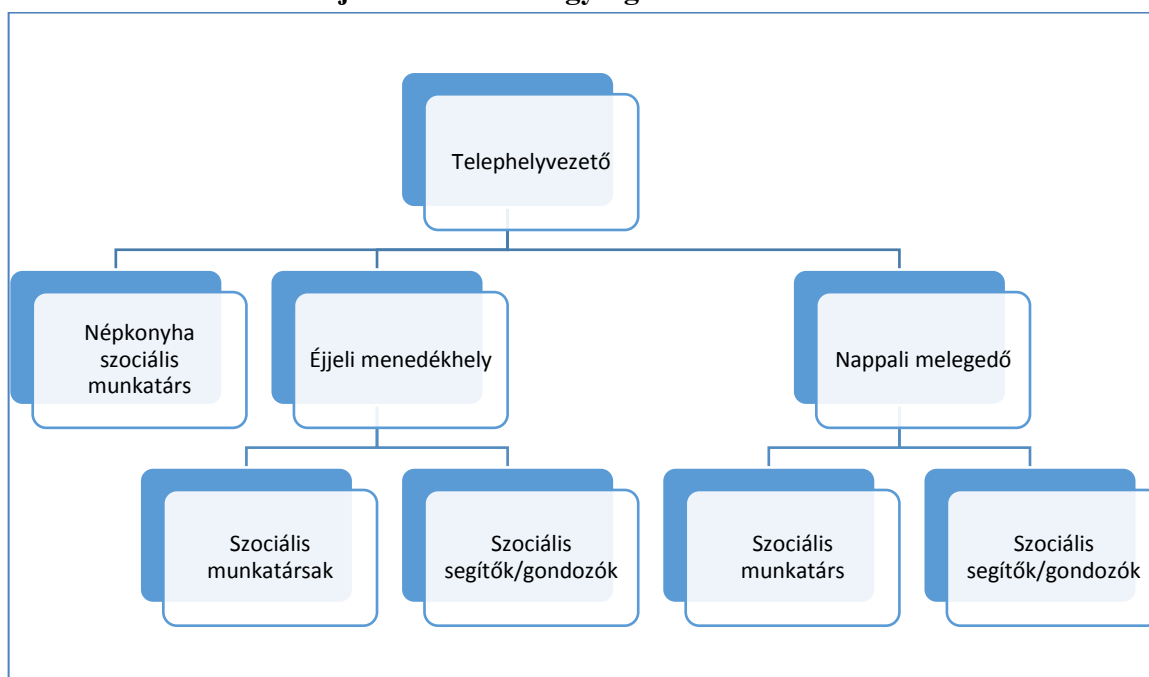 Telephelyvezető
Népkonyha
szociális
munkatárs
Éjjeli menedékhely
Nappali melegedő
Szociális
munkatársak
Szociális
segítők/gondozók
Szociális
munkatárs
Szociális
segítők/gondozók